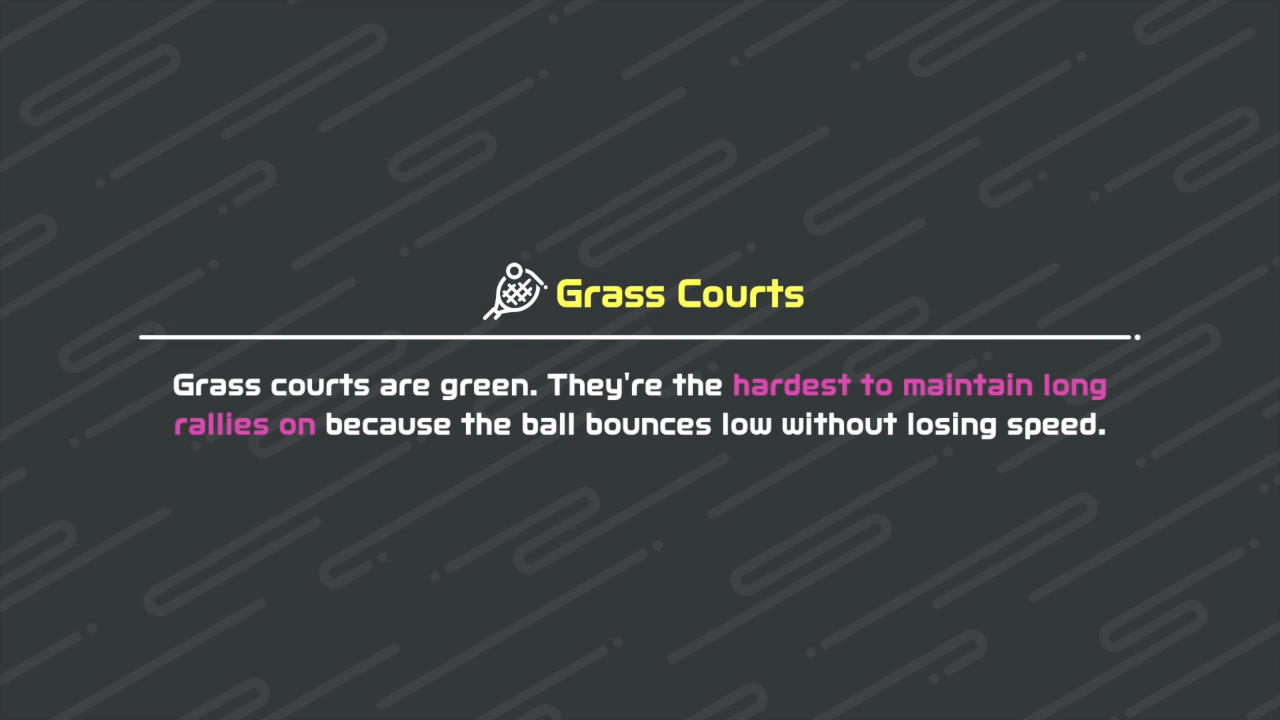 Grass Courts
Grass courts are green. They're the hardest to maintain long
rallies on because the ball bounces low without losing speed.